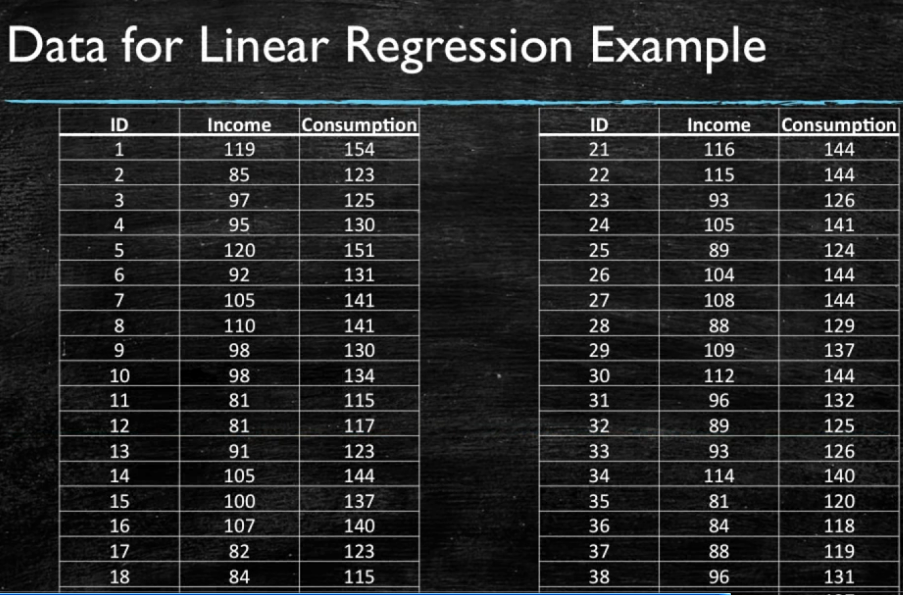 Data for Linear Regression Example
ID Income Consumption ID Income Consumption
1 119 154 21 116 144
2 85 123 22 115 144
3 97 125 23 93 126
4 95 130 24 105 141
5 120 151 25 89 124
6 92 131 26 104 144
7 105 141 27 108 144
8 110 141 28 88 129
9 98 130 29 109 137
10 98 134 30 112 144
11 81 115 31 96 132
12 81 117 32 89 125
13 91 123 33 93 126
14 105 144 34 114 140
15 100 137 35 81 120
16 107 140 36 84 118
17 82 123 37 88 119
18 84 115 38 96 131